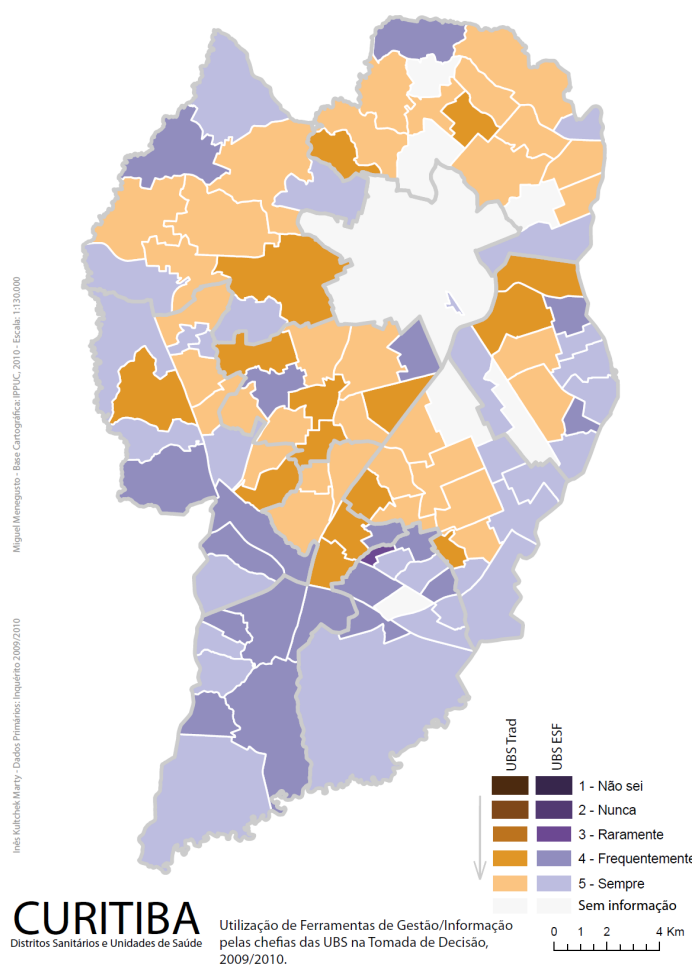 Miguel Menegusto - Base Cartográfica: IPPUC, 2010 - Escala: 1:130.000
Inês Kultchek Marty - Dados Primários: Inquérito 2009/2010
UBS Trad
UBS ESF
1 - Não sei
2 - Nunca
3 - Raramente
4 - Frequentemente
5 - Sempre
Sem informação
0 1 2 4 Km
CURITIBA
Distritos Sanitários e Unidades de Saúde
Utilização de Ferramentas de Gestão/Informação
pelas chefias das UBS na Tomada de Decisão,
2009/2010.